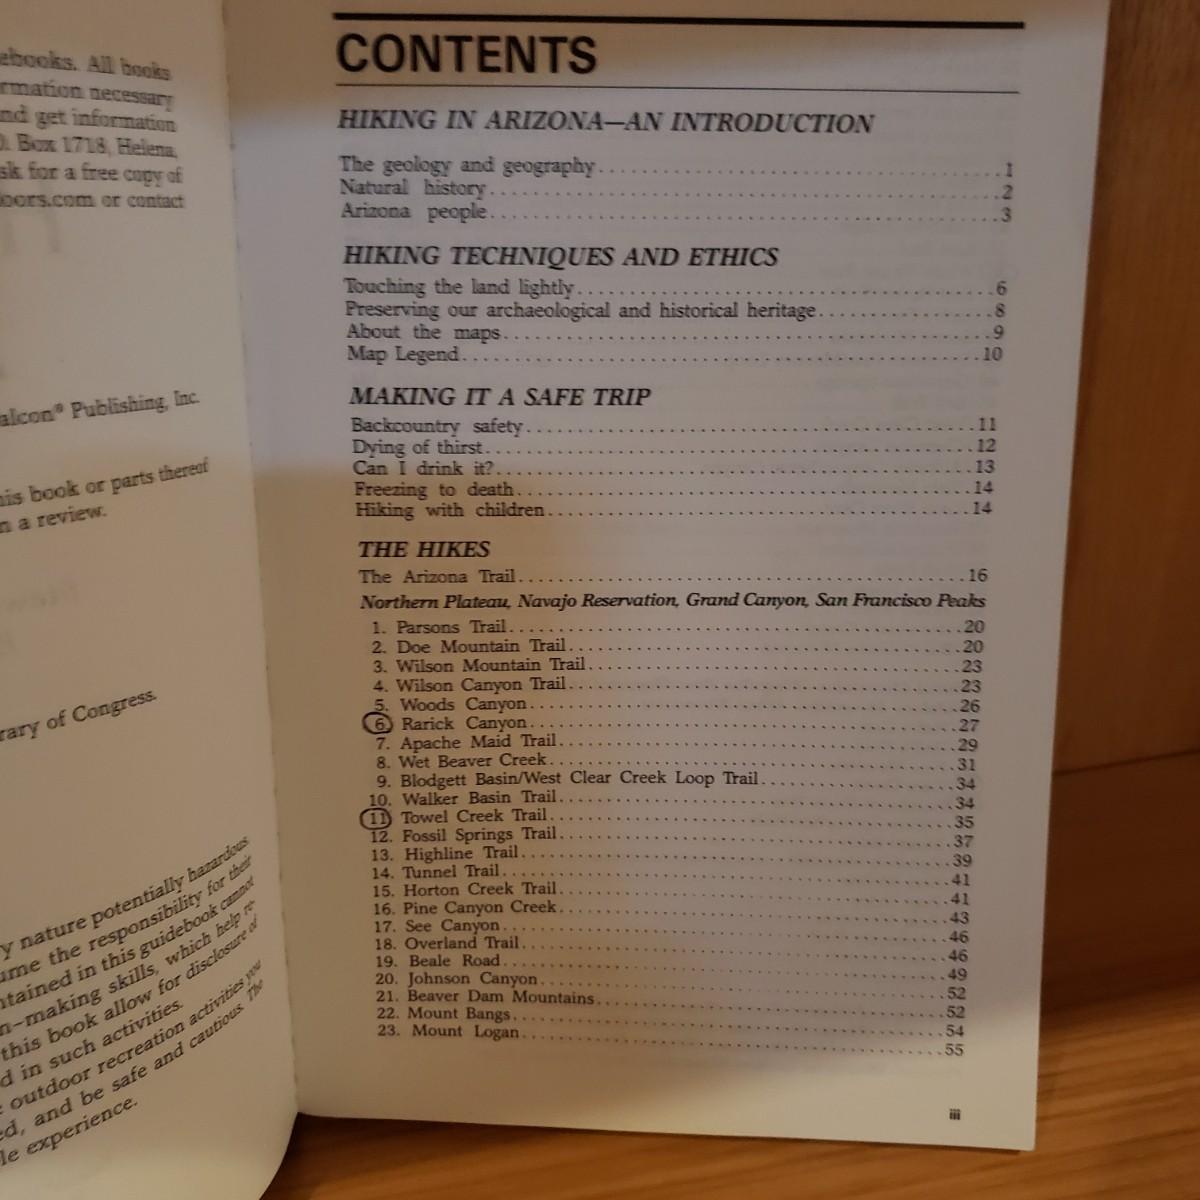 ebooks. All books
rmation necessary
nd get information
Box 1718, Helena,
sk for a free copy of
oors.com or contact
alcon® Publishing, Inc.
his book or parts thereof
n a review.
rary of Congress.
y nature potentially hazardous
ume the responsibility for their
ntained in this guidebook cannot
n-making skills, which help re-
this book allow for disclosure of
d in such activities.
outdoor recreation activities you
ed, and be safe and cautious. The
le experience.
CONTENTS
HIKING IN ARIZONA—AN INTRODUCTION
The geology and geography 1
Natural history 2
Arizona people 3
HIKING TECHNIQUES AND ETHICS
Touching the land lightly 6
Preserving our archaeological and historical heritage 8
About the maps 9
Map Legend 10
MAKING IT A SAFE TRIP
Backcountry safety 11
Dying of thirst 12
Can I drink it? 13
Freezing to death 14
Hiking with children 14
THE HIKES
The Arizona Trail 16
Northern Plateau, Navajo Reservation, Grand Canyon, San Francisco Peaks
1. Parsons Trail 20
2. Doe Mountain Trail 20
3. Wilson Mountain Trail 23
4. Wilson Canyon Trail 23
5. Woods Canyon 26
6. Rarick Canyon 27
7. Apache Maid Trail 29
8. Wet Beaver Creek 31
9. Blodgett Basin/West Clear Creek Loop Trail 34
10. Walker Basin Trail 34
11. Towel Creek Trail 35
12. Fossil Springs Trail 37
13. Highline Trail 39
14. Tunnel Trail 41
15. Horton Creek Trail 41
16. Pine Canyon Creek 43
17. See Canyon 46
18. Overland Trail 46
19. Beale Road 49
20. Johnson Canyon 52
21. Beaver Dam Mountains 52
22. Mount Bangs 54
23. Mount Logan 55
iii